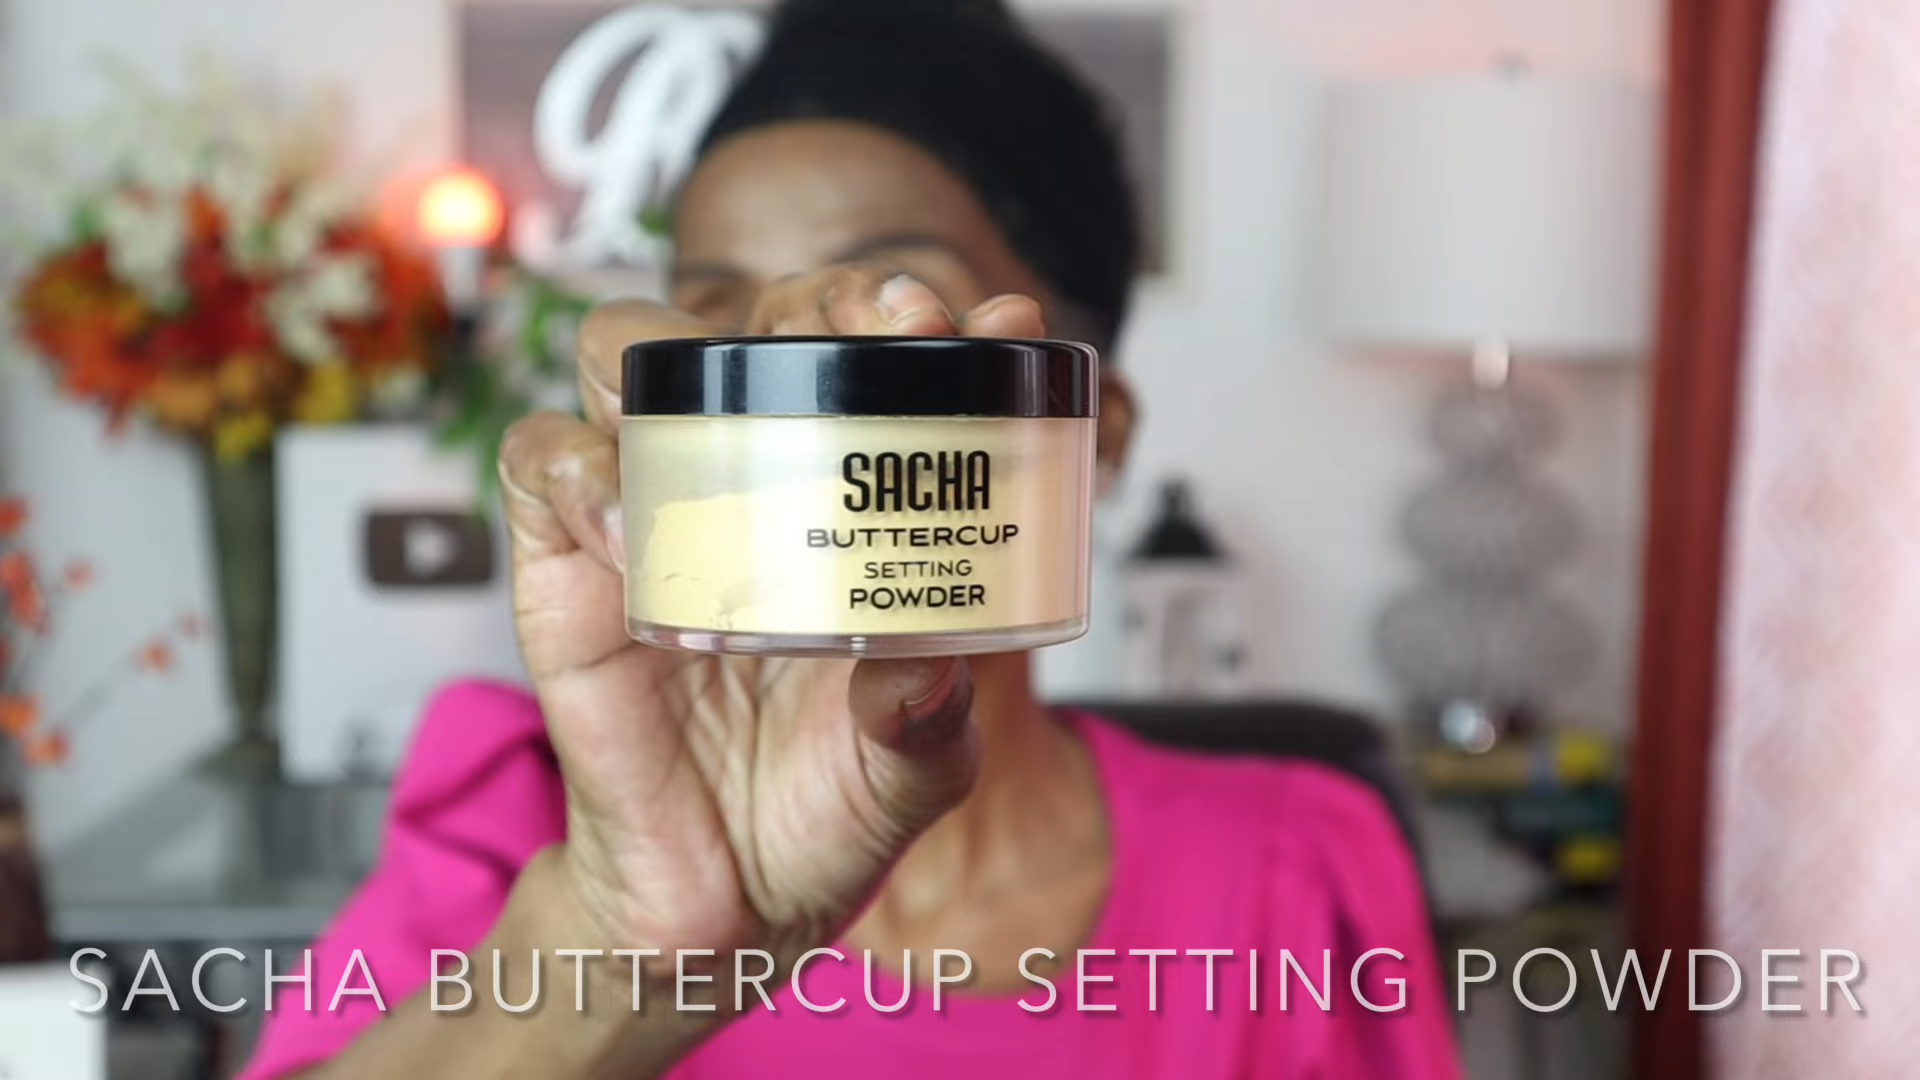 SACHA
BUTTERCUP
SETTING
POWDER
SACHA BUTTERCUP SETTING POWDER